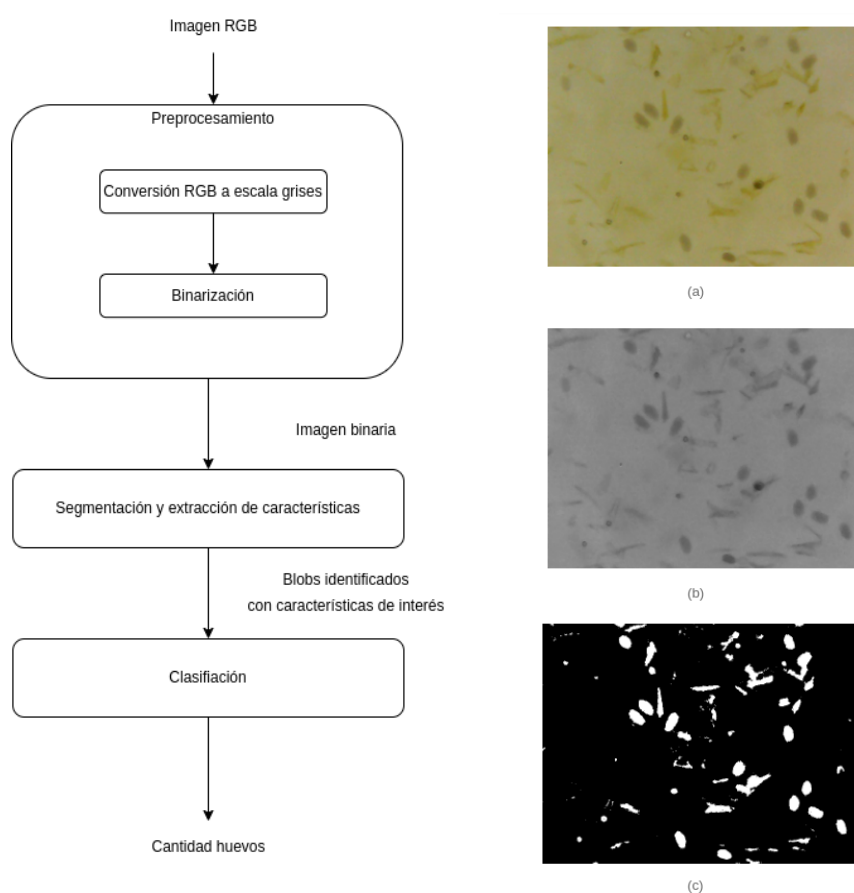 Imagen RGB
Preprocesamiento
Conversión RGB a escala grises
Binarización
Imagen binaria
Segmentación y extracción de características
Blobs identificados
con características de interés
Clasifiación
Cantidad huevos
(a)
(b)
(c)